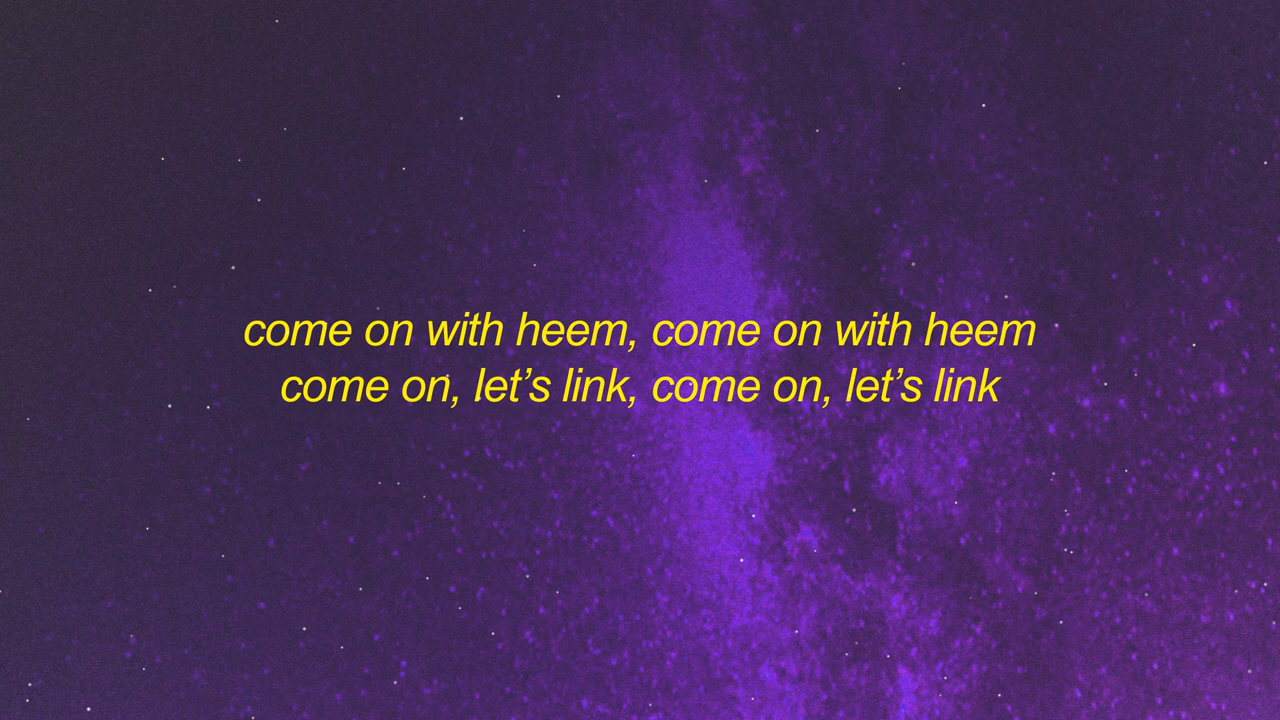 come on with heem, come on with heem
come on, let’s link, come on, let’s link